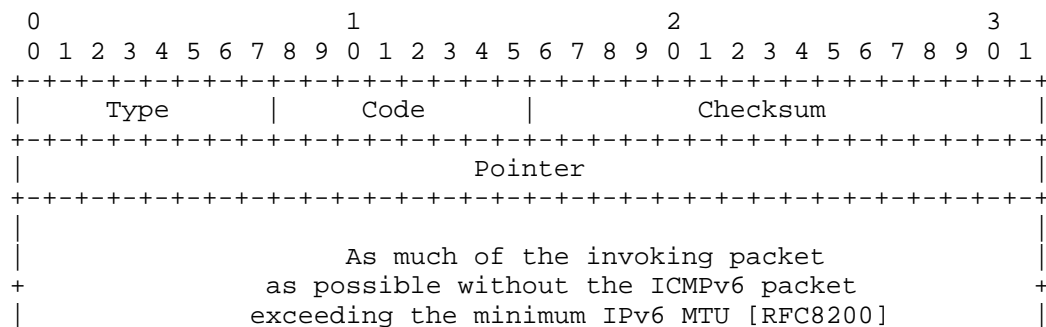 0                   1                   2                   3
 0 1 2 3 4 5 6 7 8 9 0 1 2 3 4 5 6 7 8 9 0 1 2 3 4 5 6 7 8 9 0 1
+-+-+-+-+-+-+-+-+-+-+-+-+-+-+-+-+-+-+-+-+-+-+-+-+-+-+-+-+-+-+-+-+
|     Type      |     Code      |          Checksum             |
+-+-+-+-+-+-+-+-+-+-+-+-+-+-+-+-+-+-+-+-+-+-+-+-+-+-+-+-+-+-+-+-+
|                            Pointer                            |
+-+-+-+-+-+-+-+-+-+-+-+-+-+-+-+-+-+-+-+-+-+-+-+-+-+-+-+-+-+-+-+-+
|                                                               |
|                    As much of the invoking packet             |
+               as possible without the ICMPv6 packet           +
|              exceeding the minimum IPv6 MTU [RFC8200]         |